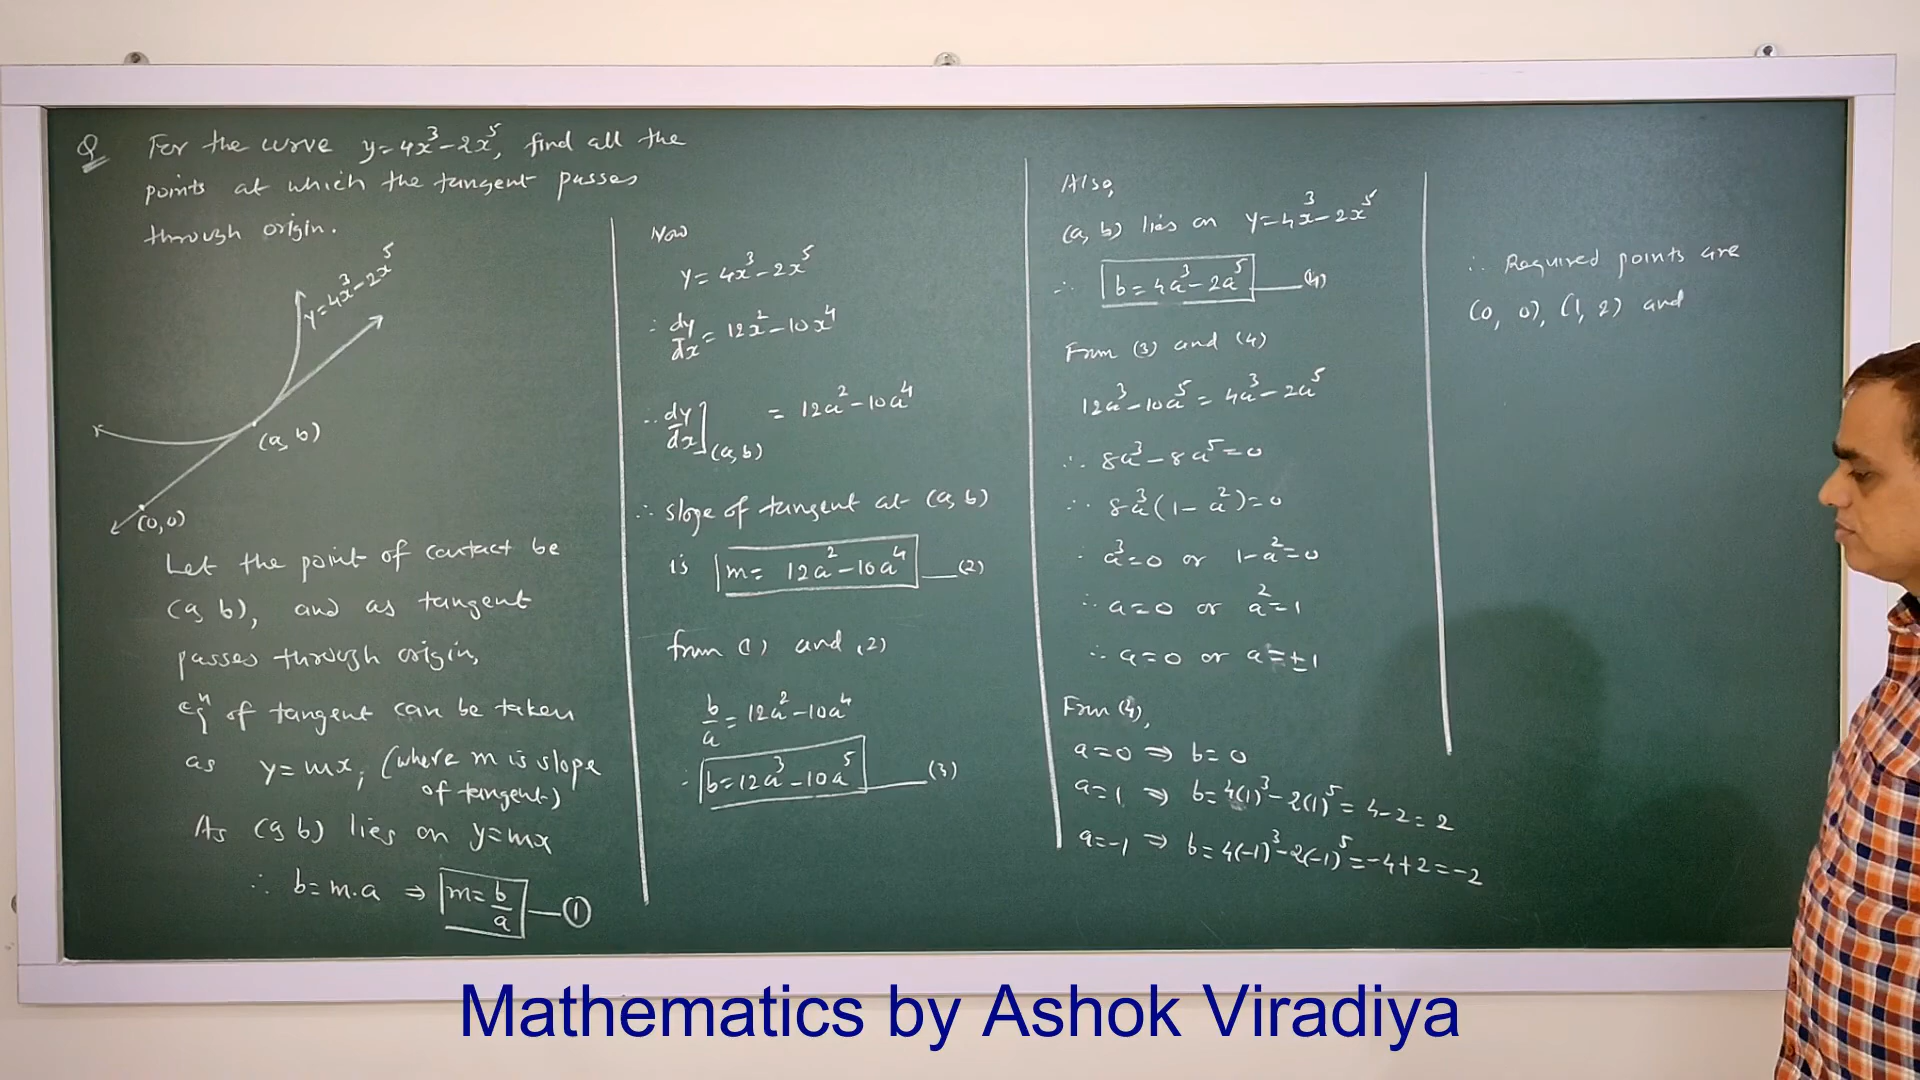 Q For the curve y=4x³-2x⁵, find all the
points at which the tangent passes
through origin.
y=4x³-2x⁵
(a, b)
(0,0)
Let the point of contact be
(a, b), and as tangent
passes through origin,
eqⁿ of tangent can be taken
as y=mx, (where m is slope
of tangent)
As (a, b) lies on y=mx
∴ b=m.a ⇒ m=b/a —①
Now
y=4x³-2x⁵
∴ dy/dx = 12x²-10x⁴
∴ dy/dx](a,b) = 12a²-10a⁴
∴ slope of tangent at (a, b)
is m= 12a²-10a⁴ —(2)
from (1) and (2)
b/a = 12a²-10a⁴
∴ b=12a³-10a⁵ —(3)
Also,
(a, b) lies on y=4x³-2x⁵
∴ b=4a³-2a⁵ —(4)
From (3) and (4)
12a³-10a⁵ = 4a³-2a⁵
∴ 8a³-8a⁵=0
∴ 8a³(1-a²)=0
∴ a³=0 or 1-a²=0
∴ a=0 or a²=1
∴ a=0 or a=±1
From (4),
a=0 ⇒ b=0
a=1 ⇒ b=4(1)³-2(1)⁵=4-2=2
a=-1 ⇒ b=4(-1)³-2(-1)⁵=-4+2=-2
∴ Required points are
(0, 0), (1, 2) and
Mathematics by Ashok Viradiya